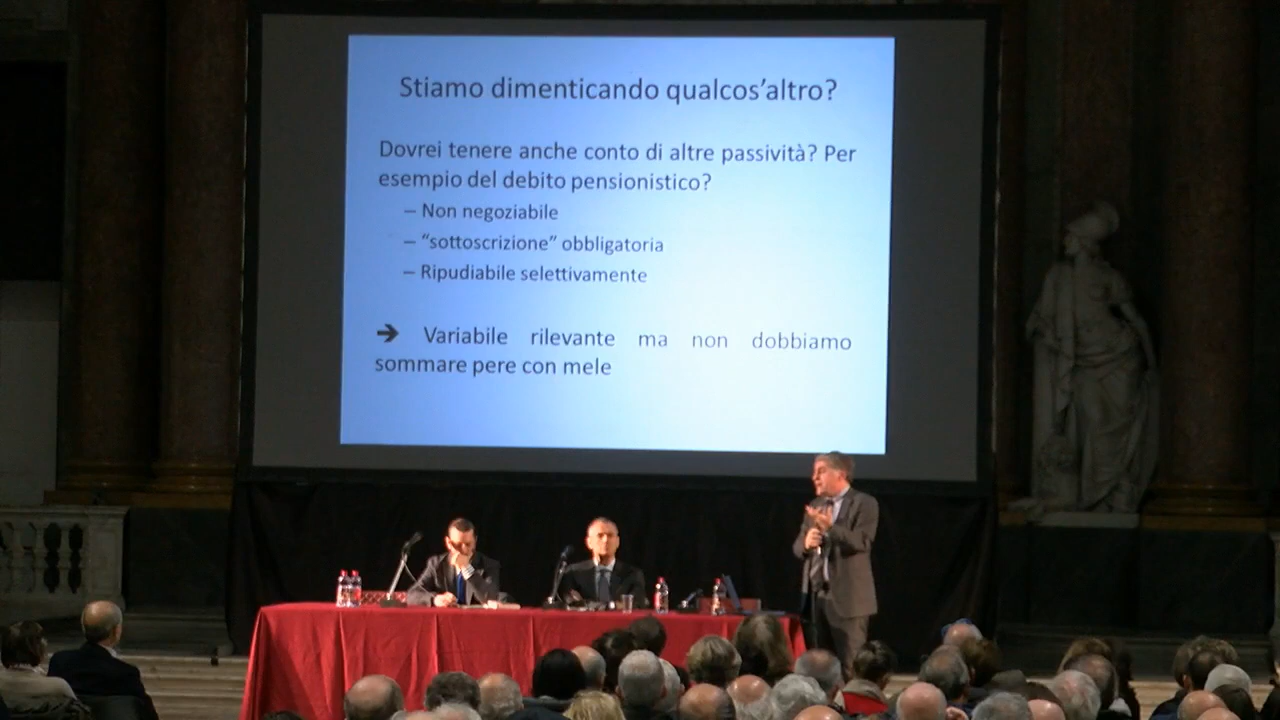 Stiamo dimenticando qualcos’altro?
Dovrei tenere anche conto di altre passività? Per
esempio del debito pensionistico?
– Non negoziabile
– “sottoscrizione” obbligatoria
– Ripudiabile selettivamente
➔ Variabile rilevante ma non dobbiamo
sommare pere con mele